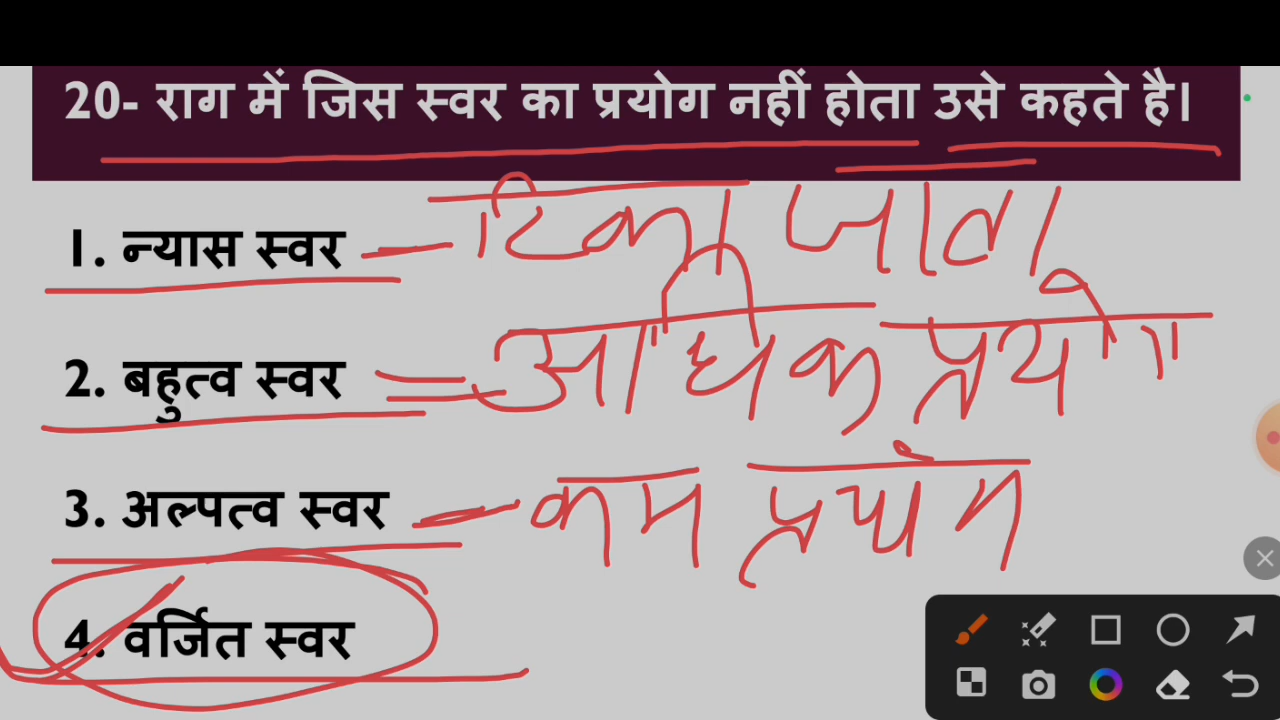 20- राग में जिस स्वर का प्रयोग नहीं होता उसे कहते है।
1. न्यास स्वर - टिका जाता
2. बहुत्व स्वर = अधिक प्रयोग
3. अल्पत्व स्वर - कम प्रयोग
4. वर्जित स्वर